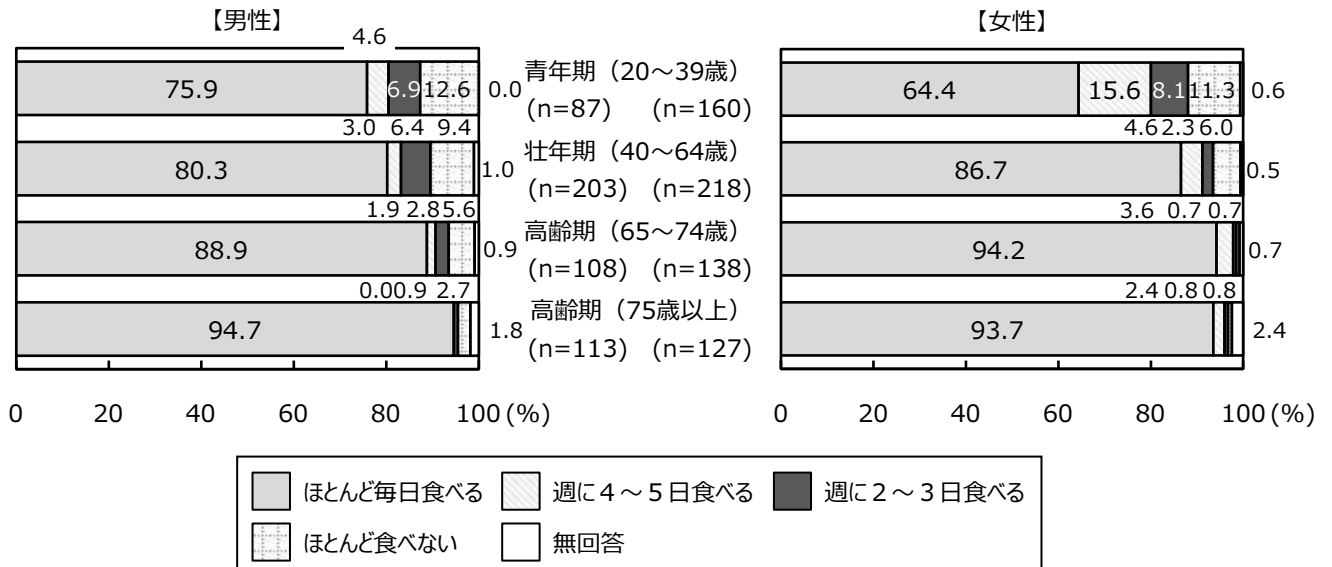 【男性】
【女性】
4.6
75.9 6.9 12.6 0.0
青年期（20～39歳）
(n=87) (n=160)
64.4 15.6 8.1 11.3 0.6
3.0 6.4 9.4
4.6 2.3 6.0
80.3 1.0
壮年期（40～64歳）
(n=203) (n=218)
86.7 0.5
1.9 2.8 5.6
3.6 0.7 0.7
88.9 0.9
高齢期（65～74歳）
(n=108) (n=138)
94.2 0.7
0.0 0.9 2.7
2.4 0.8 0.8
94.7 1.8
高齢期（75歳以上）
(n=113) (n=127)
93.7 2.4
0 20 40 60 80 100 (%)
0 20 40 60 80 100 (%)
ほとんど毎日食べる 週に４～５日食べる 週に２～３日食べる
ほとんど食べない 無回答